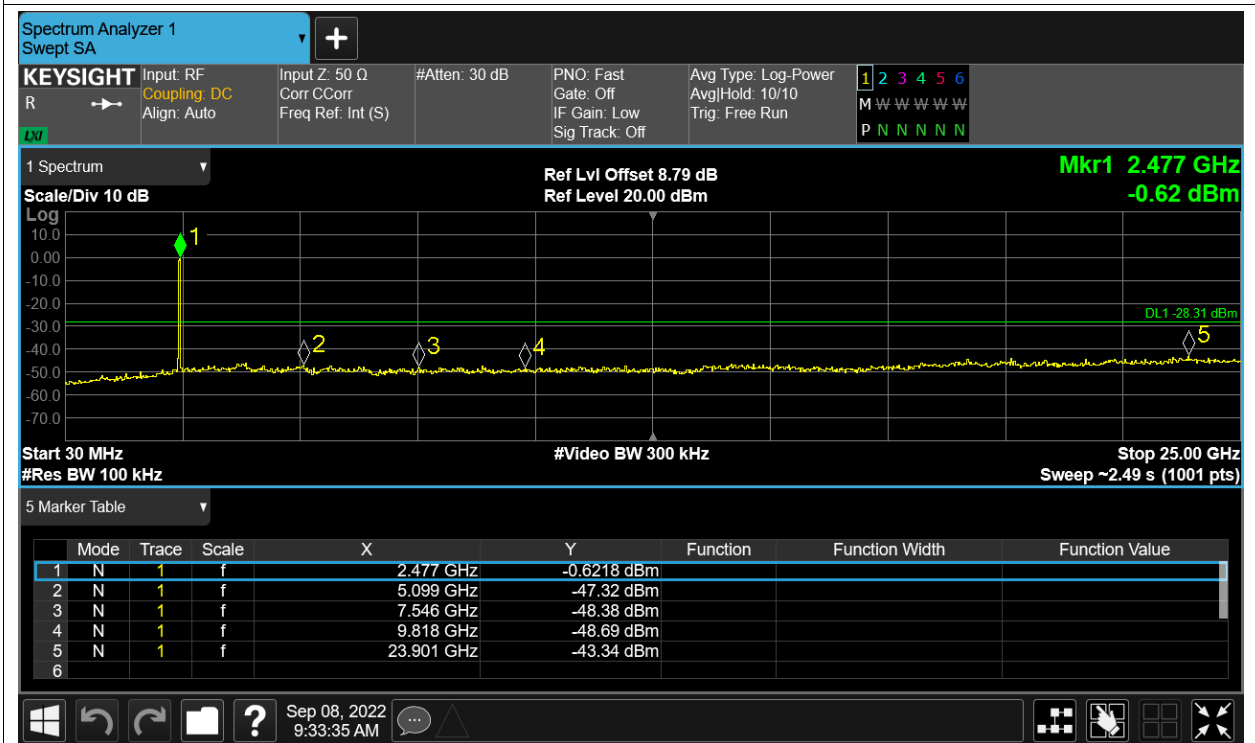 Spectrum Analyzer 1
Swept SA
▼
+
KEYSIGHT Input: RF Input Z: 50 Ω #Atten: 30 dB PNO: Fast Avg Type: Log-Power 1 2 3 4 5 6
R Coupling: DC Corr CCorr Gate: Off Avg|Hold: 10/10 M W W W W W
Align: Auto Freq Ref: Int (S) IF Gain: Low Trig: Free Run
LXI Sig Track: Off P N N N N N
1 Spectrum ▼ Ref Lvl Offset 8.79 dB Mkr1 2.477 GHz
Scale/Div 10 dB Ref Level 20.00 dBm -0.62 dBm
Log
10.0
0.00
-10.0
-20.0
-30.0
-40.0
-50.0
-60.0
-70.0
1
2
3
4
5
DL1 -28.31 dBm
Start 30 MHz #Video BW 300 kHz Stop 25.00 GHz
#Res BW 100 kHz Sweep ~2.49 s (1001 pts)
5 Marker Table ▼
Mode Trace Scale X Y Function Function Width Function Value
1 N 1 f 2.477 GHz -0.6218 dBm
2 N 1 f 5.099 GHz -47.32 dBm
3 N 1 f 7.546 GHz -48.38 dBm
4 N 1 f 9.818 GHz -48.69 dBm
5 N 1 f 23.901 GHz -43.34 dBm
6
? Sep 08, 2022
9:33:35 AM